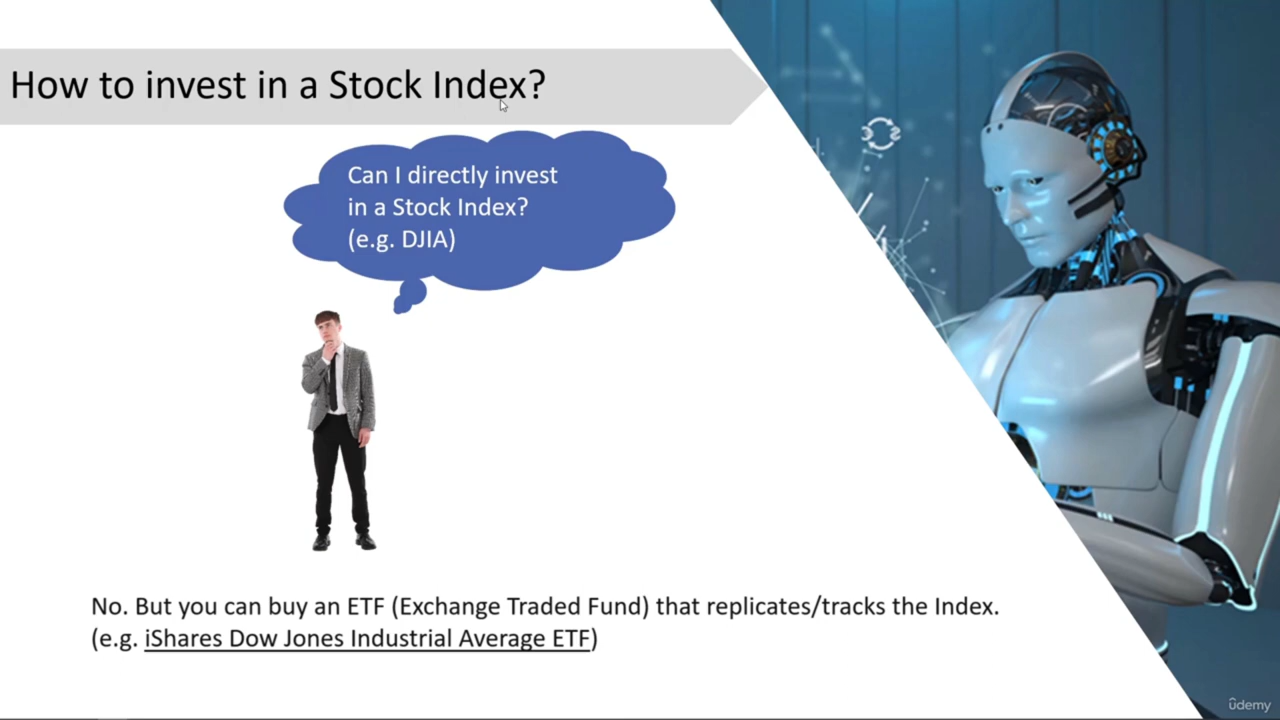 How to invest in a Stock Index?
Can I directly invest
in a Stock Index?
(e.g. DJIA)
No. But you can buy an ETF (Exchange Traded Fund) that replicates/tracks the Index.
(e.g. iShares Dow Jones Industrial Average ETF)
ûdemy